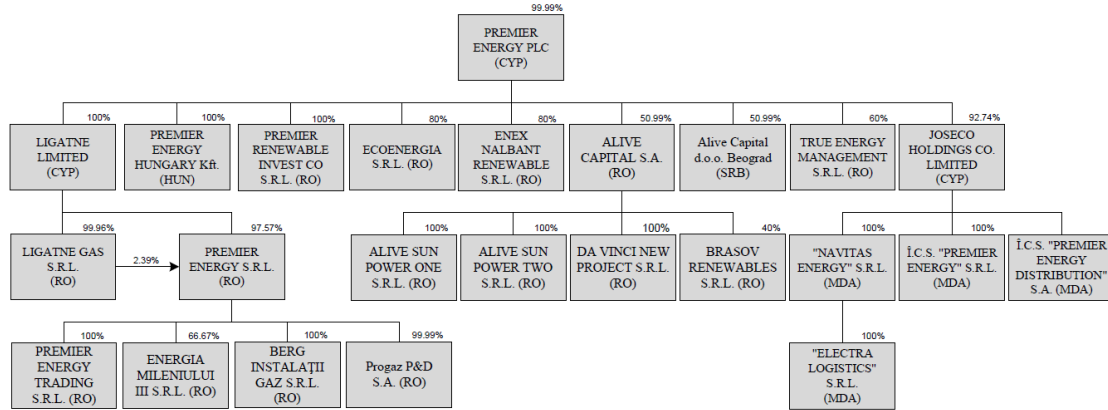 99.99%
PREMIER
ENERGY PLC
(CYP)
100%
LIGATNE
LIMITED
(CYP)
100%
PREMIER
ENERGY
HUNGARY Kft.
(HUN)
100%
PREMIER
RENEWABLE
INVEST CO
S.R.L. (RO)
80%
ECOENERGIA
S.R.L. (RO)
80%
ENEX
NALBANT
RENEWABLE
S.R.L. (RO)
50.99%
ALIVE
CAPITAL S.A.
(RO)
50.99%
Alive Capital
d.o.o. Beograd
(SRB)
60%
TRUE ENERGY
MANAGEMENT
S.R.L. (RO)
92.74%
JOSECO
HOLDINGS CO.
LIMITED
(CYP)
99.96%
LIGATNE GAS
S.R.L.
(RO)
2.39%
97.57%
PREMIER
ENERGY S.R.L.
(RO)
100%
ALIVE SUN
POWER ONE
S.R.L. (RO)
100%
ALIVE SUN
POWER TWO
S.R.L. (RO)
100%
DA VINCI NEW
PROJECT S.R.L.
(RO)
40%
BRASOV
RENEWABLES
S.R.L. (RO)
100%
"NAVITAS
ENERGY" S.R.L.
(MDA)
100%
Î.C.S. "PREMIER
ENERGY" S.R.L.
(MDA)
100%
Î.C.S. "PREMIER
ENERGY
DISTRIBUTION"
S.A. (MDA)
100%
PREMIER
ENERGY
TRADING
S.R.L. (RO)
66.67%
ENERGIA
MILENIULUI
III S.R.L. (RO)
100%
BERG
INSTALAŢII
GAZ S.R.L.
(RO)
99.99%
Progaz P&D
S.A. (RO)
100%
"ELECTRA
LOGISTICS"
S.R.L.
(MDA)